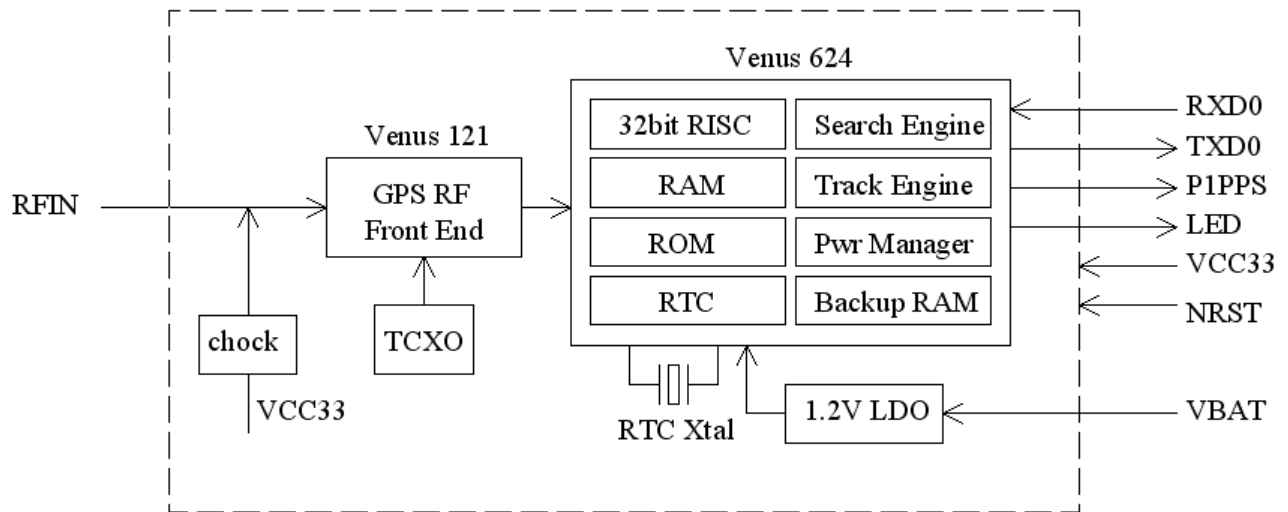 Venus 624
32bit RISC
Search Engine
RXD0
Venus 121
TXD0
RAM
Track Engine
P1PPS
RFIN
GPS RF
Front End
LED
ROM
Pwr Manager
VCC33
RTC
Backup RAM
NRST
chock
TCXO
VCC33
RTC Xtal
1.2V LDO
VBAT